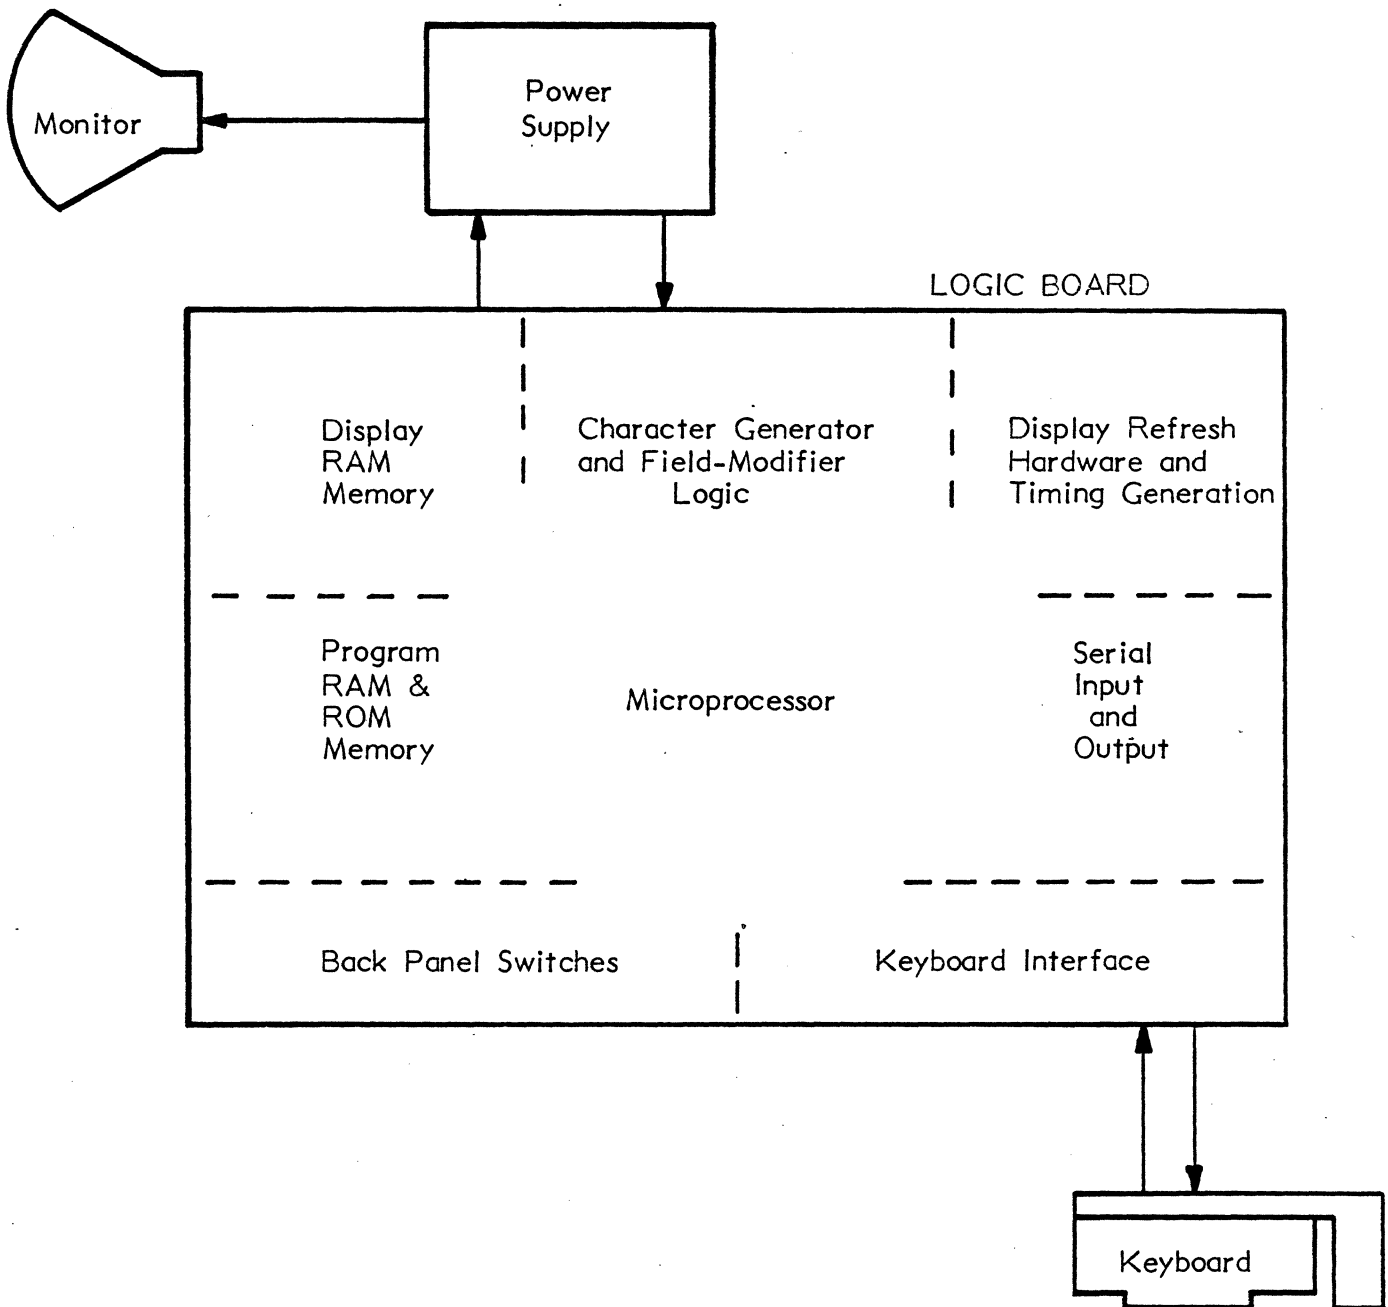 Monitor
Power
Supply
LOGIC BOARD
Display
RAM
Memory
Character Generator
and Field-Modifier
Logic
Display Refresh
Hardware and
Timing Generation
Program
RAM &
ROM
Memory
Microprocessor
Serial
Input
and
Output
Back Panel Switches
Keyboard Interface
Keyboard